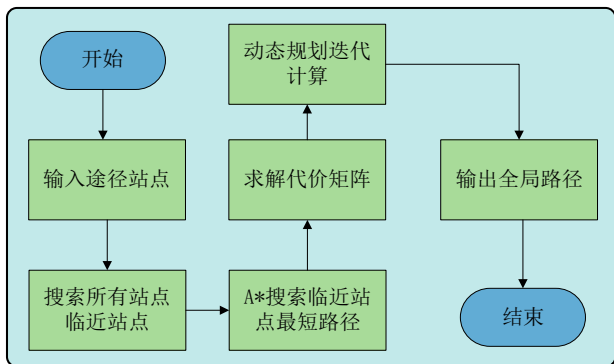 开始
输入途径站点
搜索所有站点
临近站点
A*搜索临近站
点最短路径
求解代价矩阵
动态规划迭代
计算
输出全局路径
结束